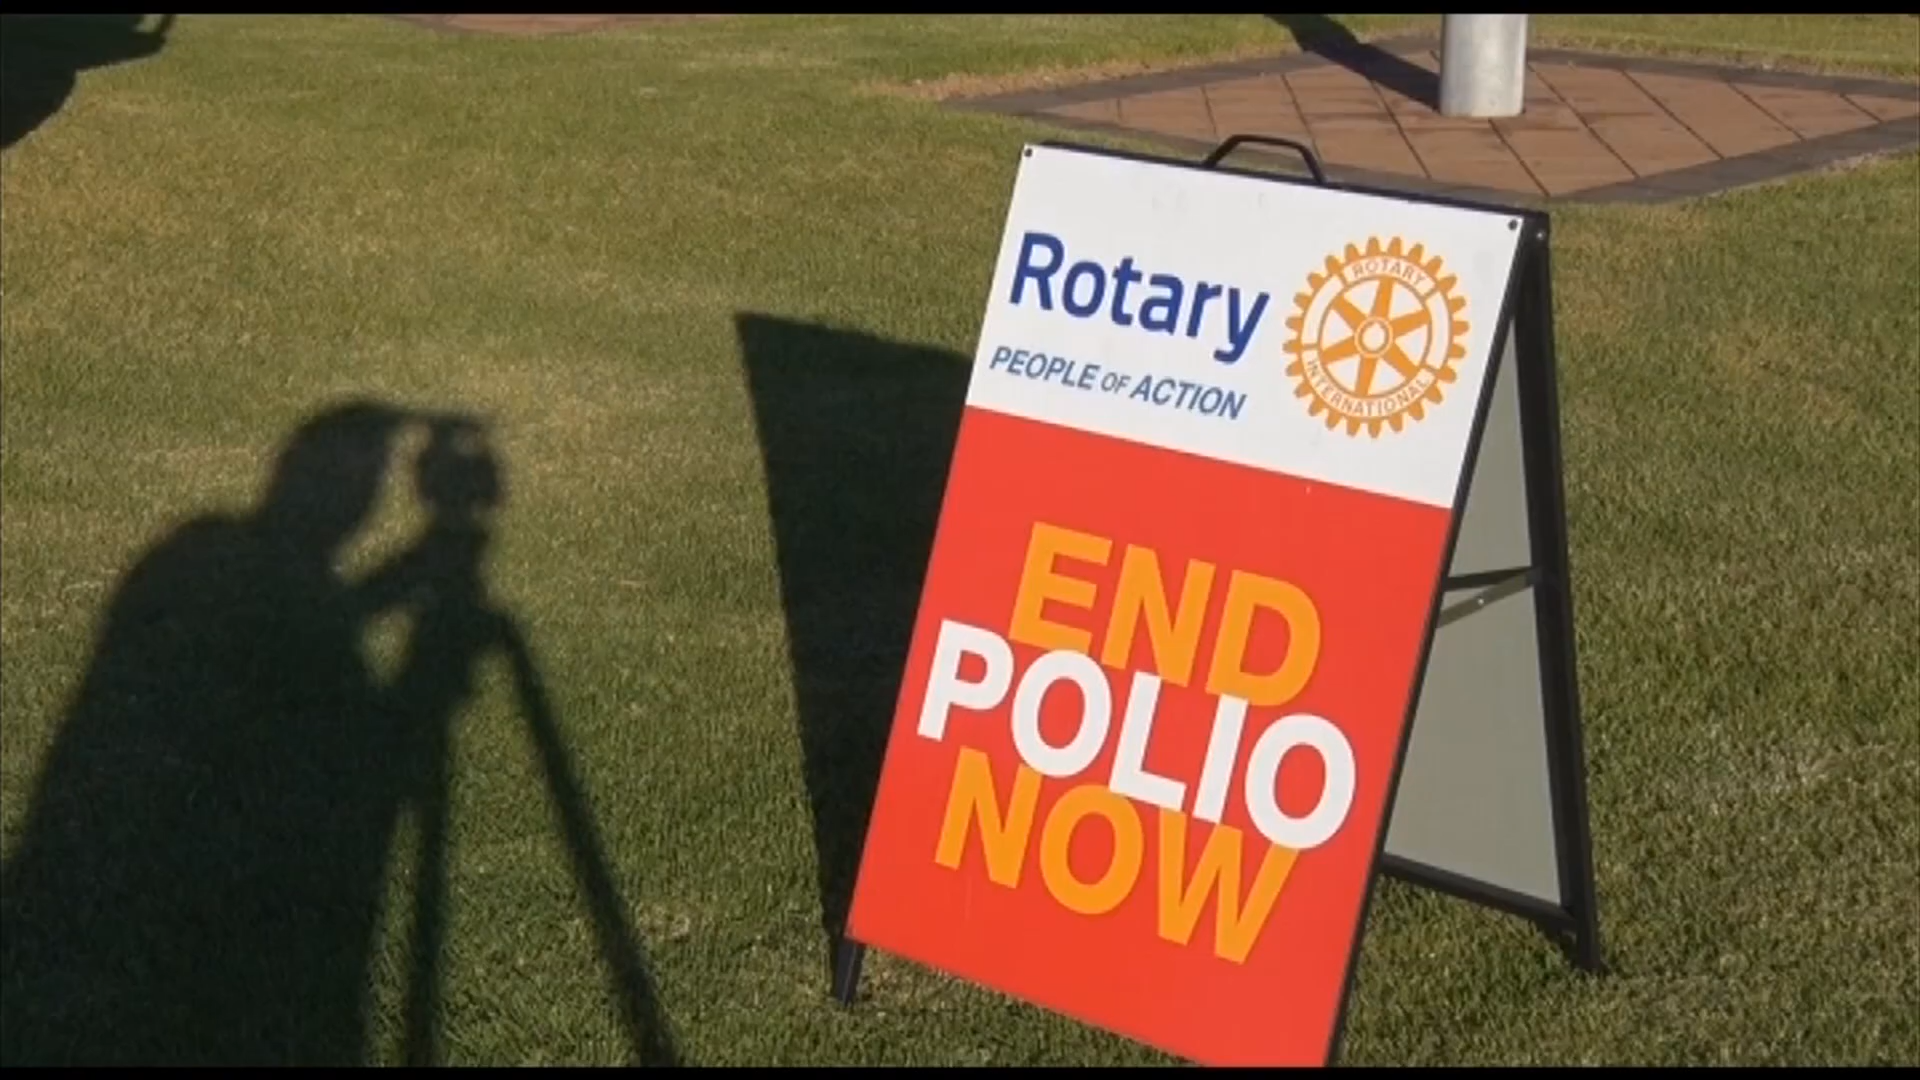 Rotary
PEOPLE OF ACTION
ROTARY
INTERNATIONAL
END
POLIO
NOW